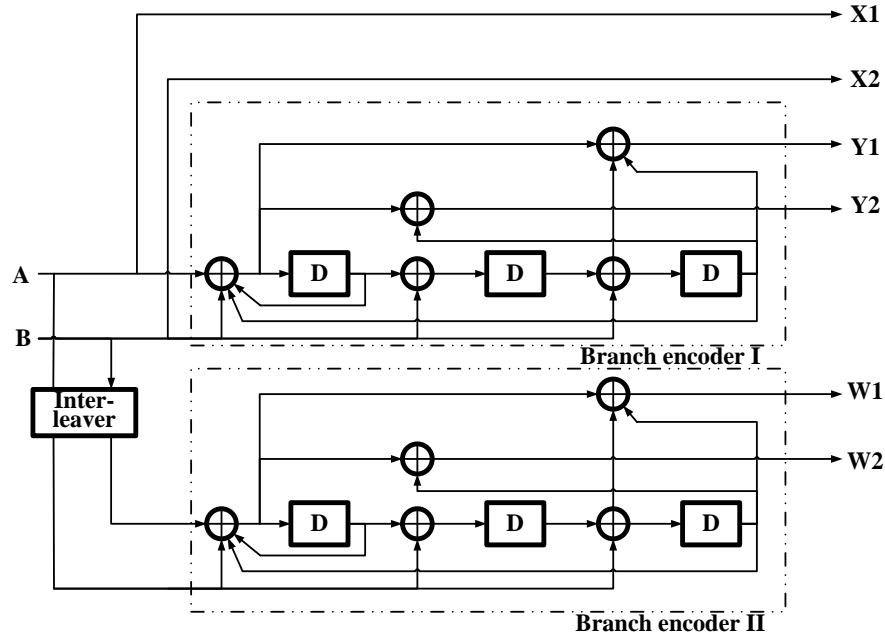 X1
X2
Y1
Y2
A
D
D
D
B
Branch encoder I
Inter-
leaver
W1
W2
D
D
D
Branch encoder II